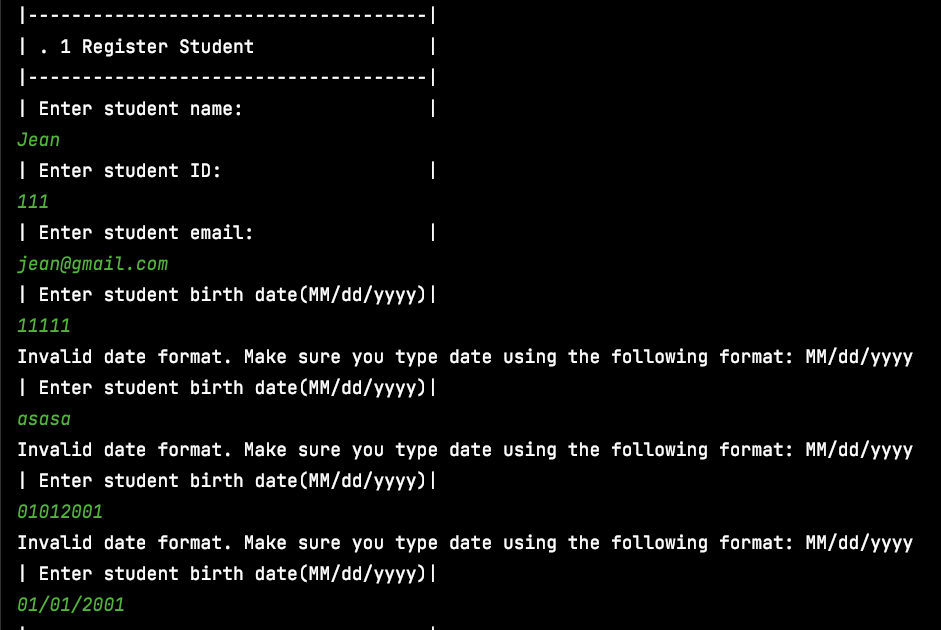 |-------------------------------------|
| . 1 Register Student                |
|-------------------------------------|
| Enter student name:                 |
Jean
| Enter student ID:                   |
111
| Enter student email:                |
jean@gmail.com
| Enter student birth date(MM/dd/yyyy)|
11111
Invalid date format. Make sure you type date using the following format: MM/dd/yyyy
| Enter student birth date(MM/dd/yyyy)|
asasa
Invalid date format. Make sure you type date using the following format: MM/dd/yyyy
| Enter student birth date(MM/dd/yyyy)|
01012001
Invalid date format. Make sure you type date using the following format: MM/dd/yyyy
| Enter student birth date(MM/dd/yyyy)|
01/01/2001